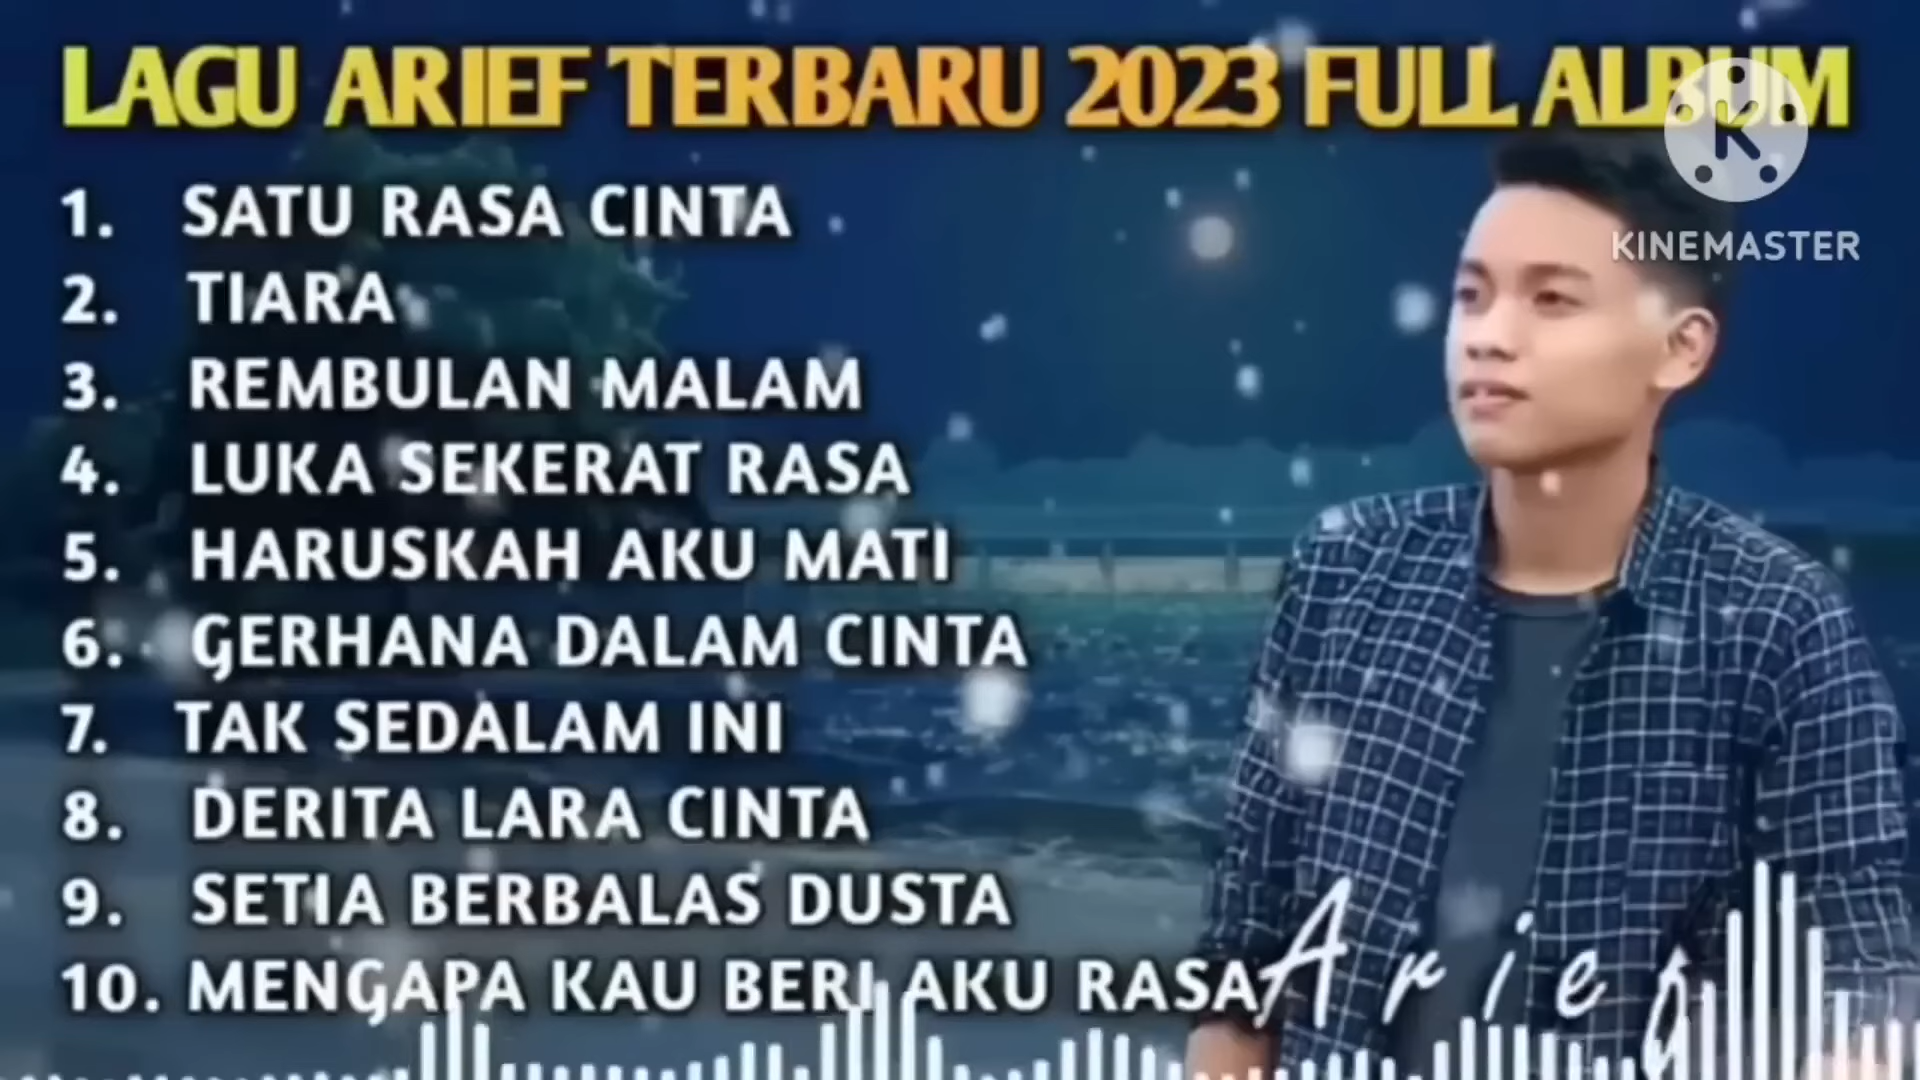 LAGU ARIEF TERBARU 2023 FULL ALBUM
K
KINEMASTER
1. SATU RASA CINTA
2. TIARA
3. REMBULAN MALAM
4. LUKA SEKERAT RASA
5. HARUSKAH AKU MATI
6. GERHANA DALAM CINTA
7. TAK SEDALAM INI
8. DERITA LARA CINTA
9. SETIA BERBALAS DUSTA
10. MENGAPA KAU BERI AKU RASA
Arief